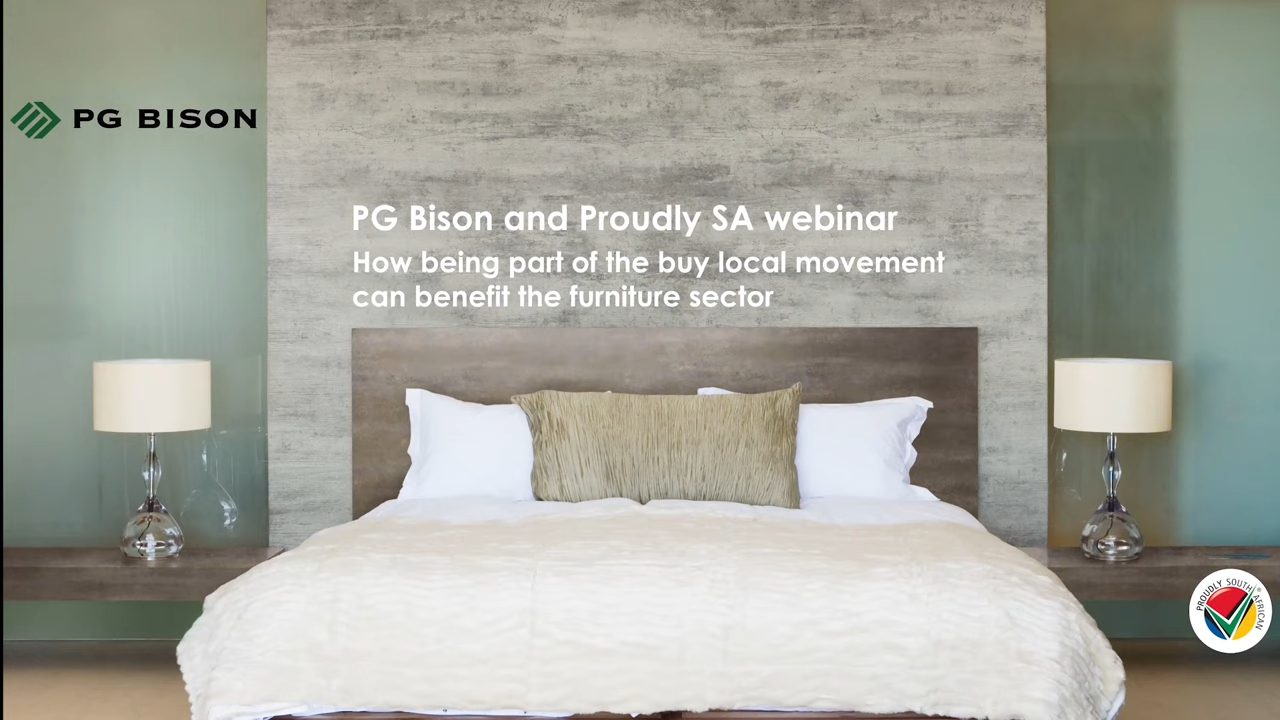 PG BISON
PG Bison and Proudly SA webinar
How being part of the buy local movement
can benefit the furniture sector
PROUDLY SOUTH AFRICAN